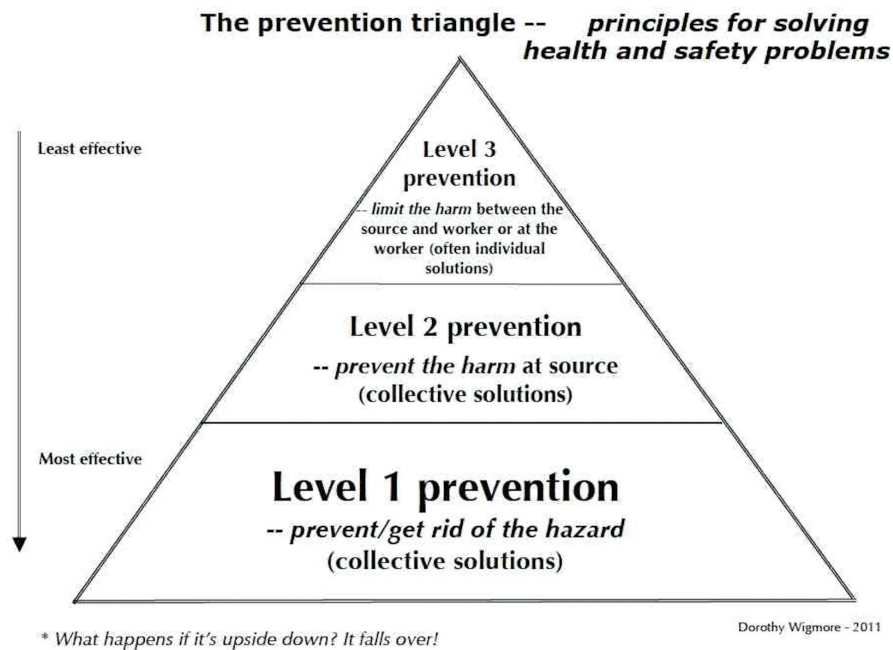 The prevention triangle -- principles for solving
health and safety problems
Least effective
Level 3
prevention
-- limit the harm between the
source and worker or at the
worker (often individual
solutions)
Level 2 prevention
-- prevent the harm at source
(collective solutions)
Most effective
Level 1 prevention
-- prevent/get rid of the hazard
(collective solutions)
* What happens if it's upside down? It falls over!
Dorothy Wigmore - 2011